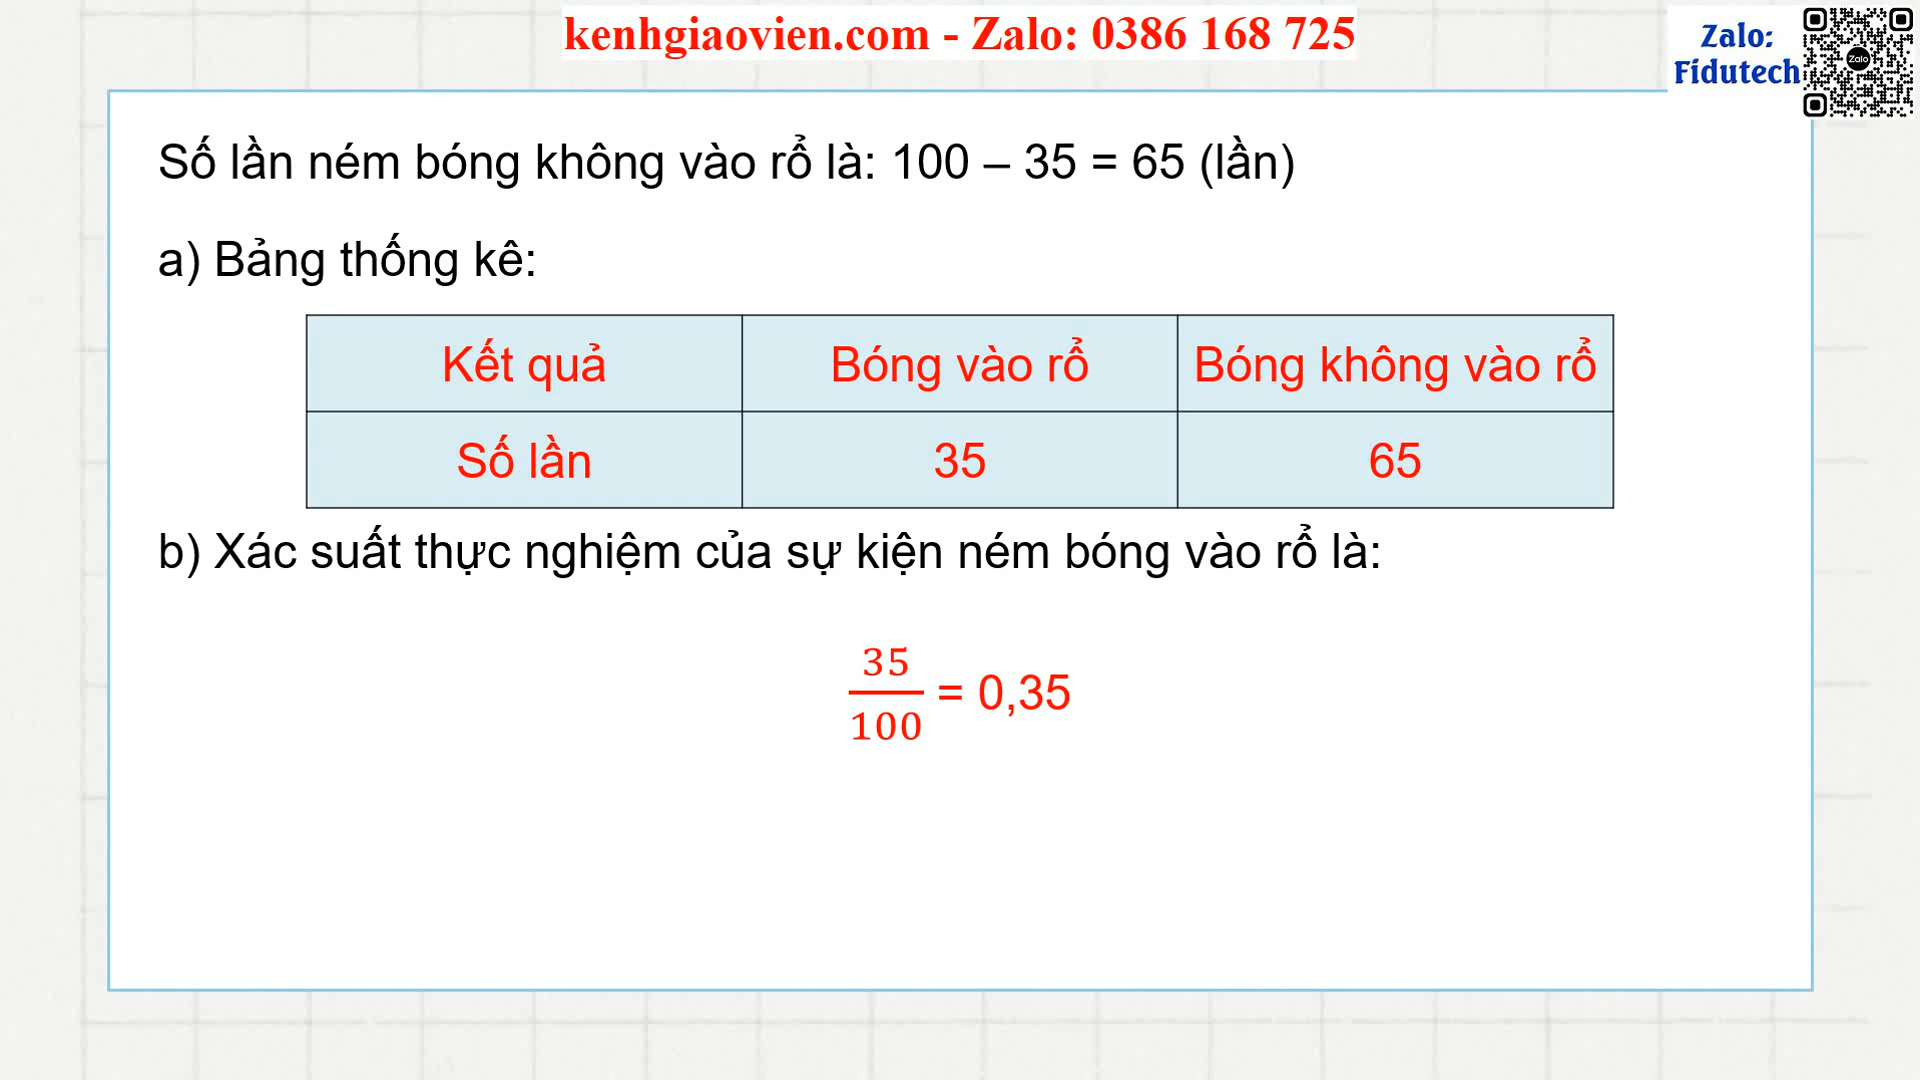 kenhgiaovien.com - Zalo: 0386 168 725
Zalo:
Fidutech
Zalo
Số lần ném bóng không vào rổ là: 100 – 35 = 65 (lần)
a) Bảng thống kê:
Kết quả Bóng vào rổ Bóng không vào rổ
Số lần 35 65
b) Xác suất thực nghiệm của sự kiện ném bóng vào rổ là:
35/100 = 0,35